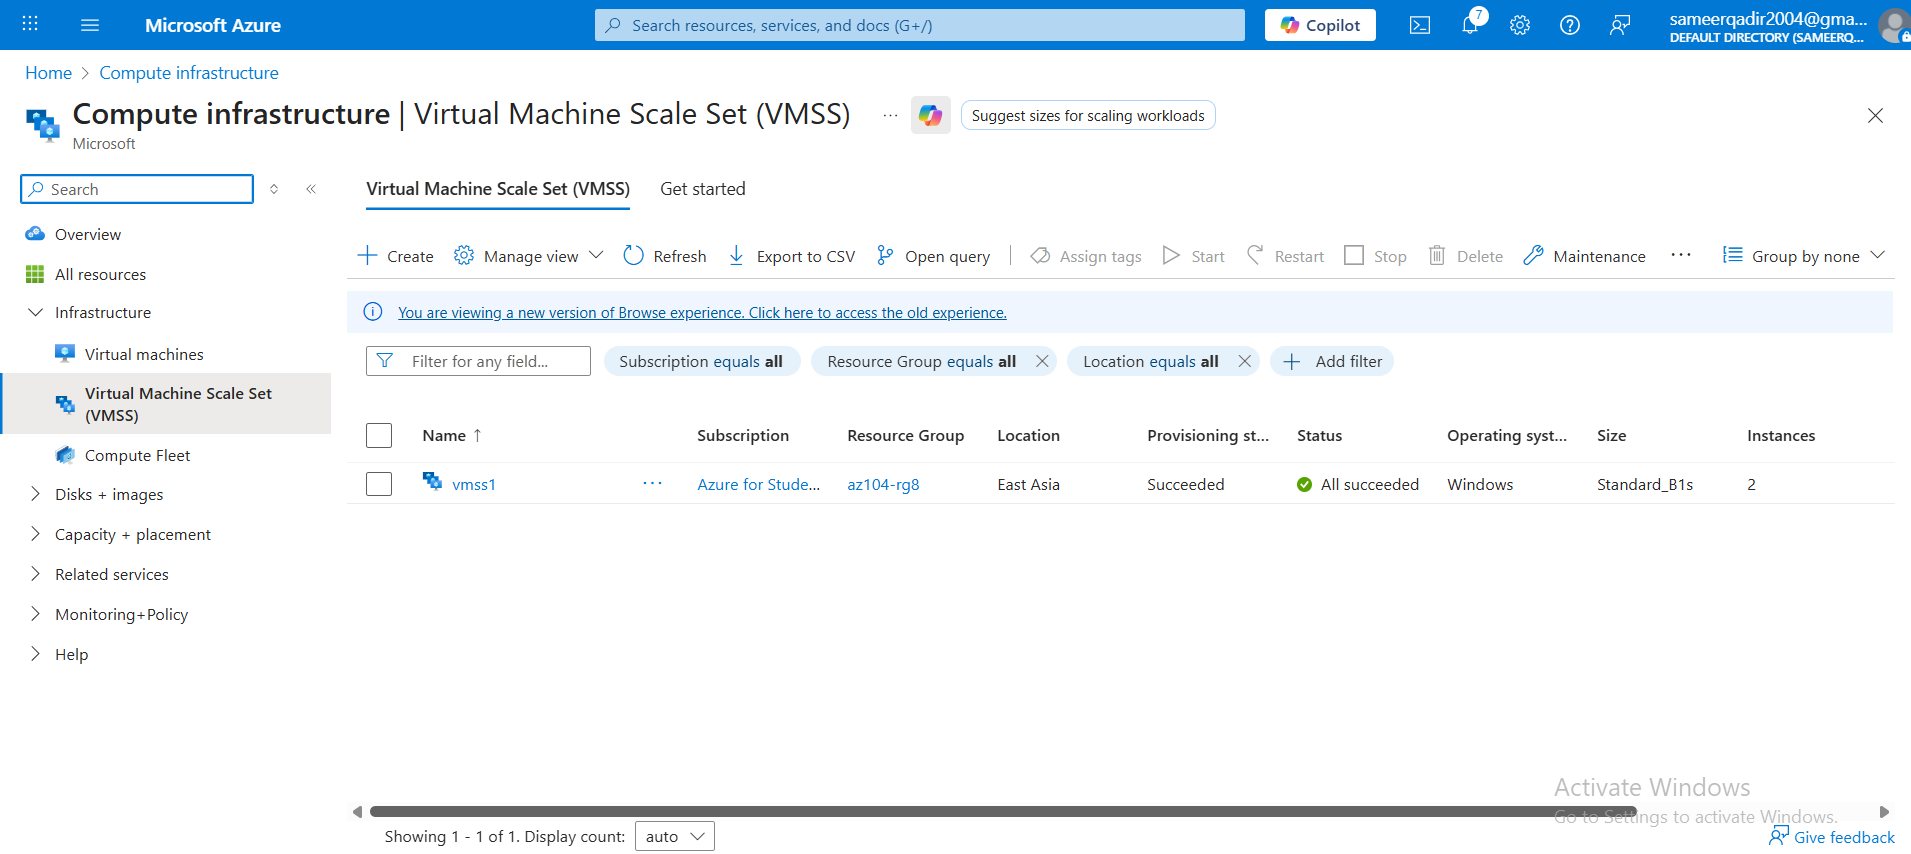 Microsoft Azure
Search resources, services, and docs (G+/)
Copilot
7
sameerqadir2004@gma...
DEFAULT DIRECTORY (SAMEERQ...
Home > Compute infrastructure
Compute infrastructure | Virtual Machine Scale Set (VMSS)
...
Suggest sizes for scaling workloads
Microsoft
Search
Overview
All resources
Infrastructure
Virtual machines
Virtual Machine Scale Set
(VMSS)
Compute Fleet
Disks + images
Capacity + placement
Related services
Monitoring+Policy
Help
Virtual Machine Scale Set (VMSS) Get started
Create Manage view Refresh Export to CSV Open query | Assign tags Start Restart Stop Delete Maintenance ... Group by none
You are viewing a new version of Browse experience. Click here to access the old experience.
Filter for any field... Subscription equals all Resource Group equals all Location equals all Add filter
Name ↑ Subscription Resource Group Location Provisioning st... Status Operating syst... Size Instances
vmss1 ... Azure for Stude... az104-rg8 East Asia Succeeded All succeeded Windows Standard_B1s 2
Activate Windows
Go to Settings to activate Windows.
Showing 1 - 1 of 1. Display count: auto
Give feedback